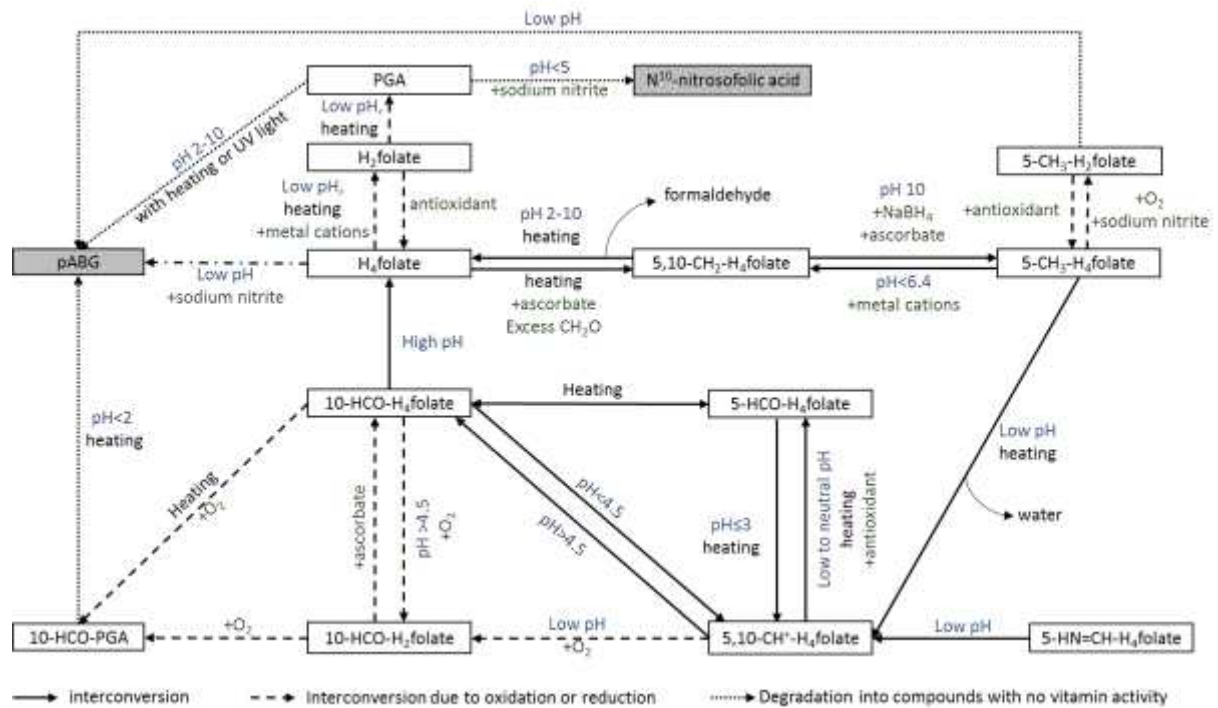 Low pH
PGA
pH<5
+sodium nitrite
N¹⁰-nitrosofolic acid
pH 2-10
with heating or UV light
Low pH,
heating
H₂folate
5-CH₃-H₂folate
Low pH,
heating
+metal cations
antioxidant
formaldehyde
pH 2-10
heating
pH 10
+NaBH₄
+ascorbate
+antioxidant
+O₂
+sodium nitrite
pABG
Low pH
+sodium nitrite
H₄folate
heating
+ascorbate
Excess CH₂O
5,10-CH₂-H₄folate
pH<6.4
+metal cations
5-CH₃-H₄folate
High pH
10-HCO-H₄folate
Heating
5-HCO-H₄folate
pH<2
heating
Heating
+O₂
+ascorbate
pH >4.5
+O₂
pH<4.5
pH>4.5
pH≤3
heating
Low to neutral pH
heating
+antioxidant
Low pH
heating
water
10-HCO-PGA
+O₂
10-HCO-H₂folate
Low pH
+O₂
5,10-CH⁺-H₄folate
Low pH
5-HN=CH-H₄folate
Interconversion
Interconversion due to oxidation or reduction
Degradation into compounds with no vitamin activity